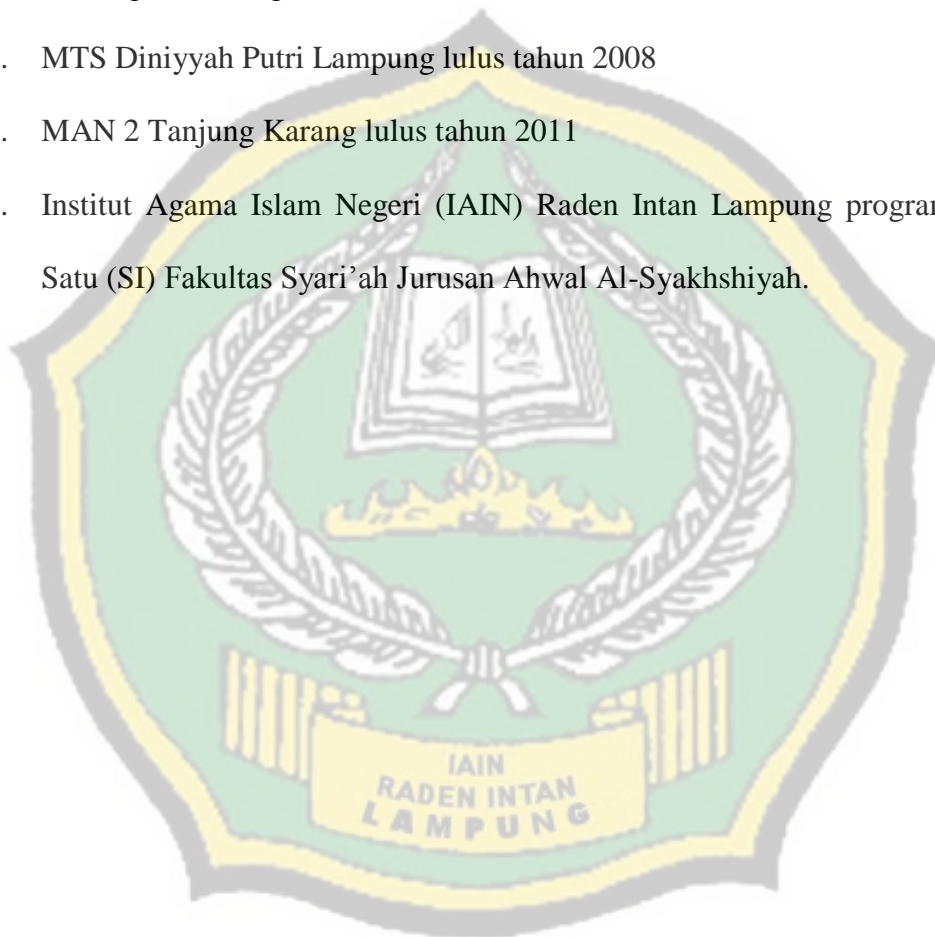 . MTS Diniyyah Putri Lampung lulus tahun 2008
. MAN 2 Tanjung Karang lulus tahun 2011
. Institut Agama Islam Negeri (IAIN) Raden Intan Lampung program
Satu (SI) Fakultas Syari’ah Jurusan Ahwal Al-Syakhshiyah.
IAIN
RADEN INTAN
LAMPUNG